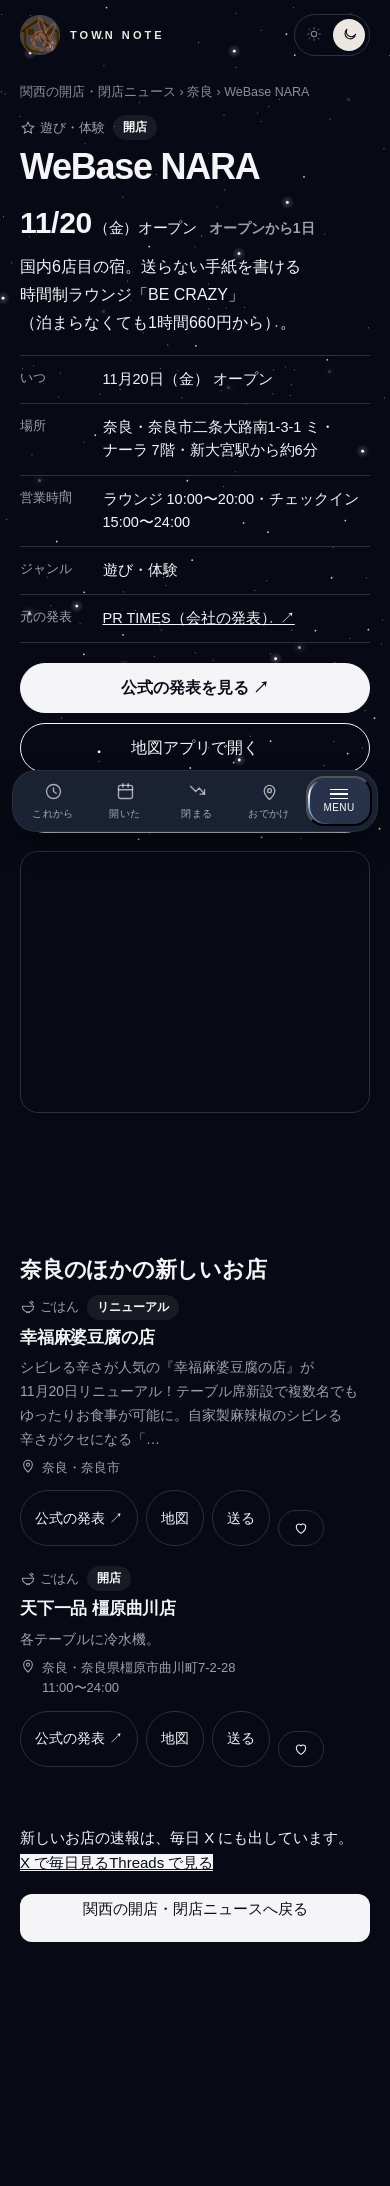 TOWN NOTE
関西の開店・閉店ニュース › 奈良 › WeBase NARA
遊び・体験 開店
WeBase NARA
11/20（金）オープン オープンから1日
国内6店目の宿。送らない手紙を書ける
時間制ラウンジ「BE CRAZY」
（泊まらなくても1時間660円から）。
いつ 11月20日（金） オープン
場所 奈良・奈良市二条大路南1-3-1 ミ・
ナーラ 7階・新大宮駅から約6分
営業時間 ラウンジ 10:00〜20:00・チェックイン
15:00〜24:00
ジャンル 遊び・体験
元の発表 PR TIMES（会社の発表） ↗
公式の発表を見る ↗
地図アプリで開く
これから 開いた 閉まる おでかけ MENU
奈良のほかの新しいお店
ごはん リニューアル
幸福麻婆豆腐の店
シビレる辛さが人気の『幸福麻婆豆腐の店』が
11月20日リニューアル！テーブル席新設で複数名でも
ゆったりお食事が可能に。自家製麻辣椒のシビレる
辛さがクセになる「…
奈良・奈良市
公式の発表 ↗ 地図 送る
ごはん 開店
天下一品 橿原曲川店
各テーブルに冷水機。
奈良・奈良県橿原市曲川町7-2-28
11:00〜24:00
公式の発表 ↗ 地図 送る
新しいお店の速報は、毎日 X にも出しています。
X で毎日見るThreads で見る
関西の開店・閉店ニュースへ戻る